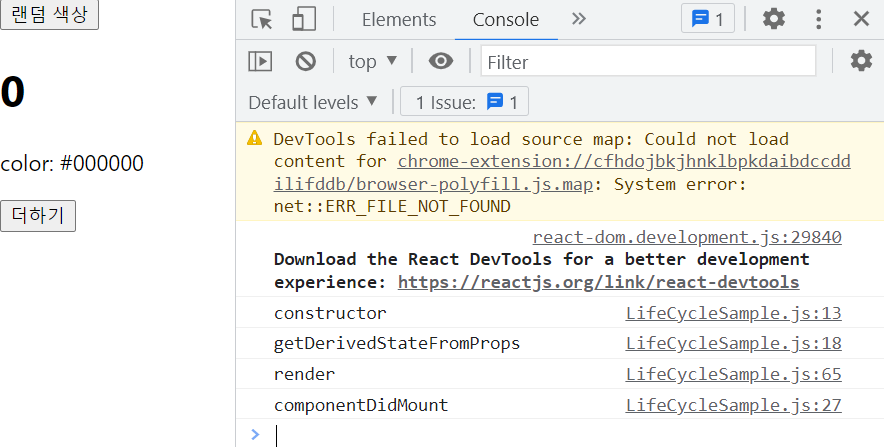 랜덤 색상
0
color: #000000
더하기
Elements Console » 1
top Filter
Default levels ▼ 1 Issue: 1
DevTools failed to load source map: Could not load
content for chrome-extension://cfhdojbkjhnklbpkdaibdccdd
ilifddb/browser-polyfill.js.map: System error:
net::ERR_FILE_NOT_FOUND
react-dom.development.js:29840
Download the React DevTools for a better development
experience: https://reactjs.org/link/react-devtools
constructor LifeCycleSample.js:13
getDerivedStateFromProps LifeCycleSample.js:18
render LifeCycleSample.js:65
componentDidMount LifeCycleSample.js:27